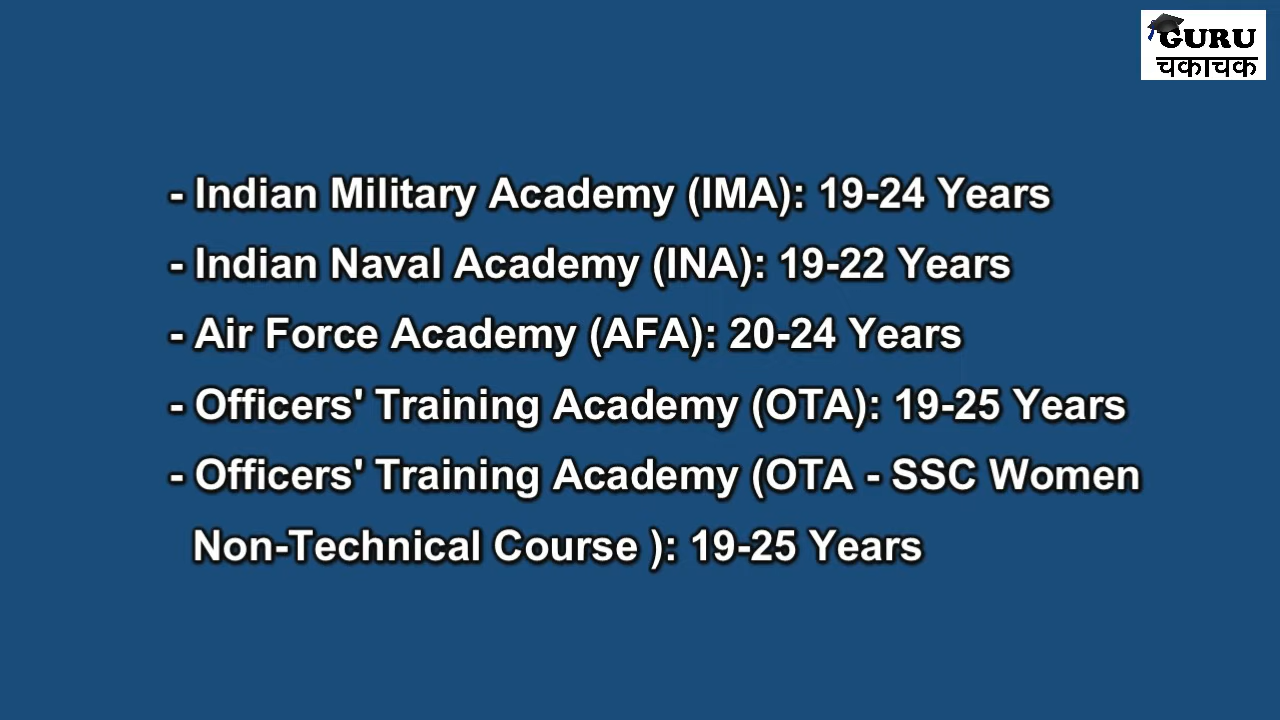 GURU
चकाचक
- Indian Military Academy (IMA): 19-24 Years
- Indian Naval Academy (INA): 19-22 Years
- Air Force Academy (AFA): 20-24 Years
- Officers' Training Academy (OTA): 19-25 Years
- Officers' Training Academy (OTA - SSC Women
Non-Technical Course ): 19-25 Years